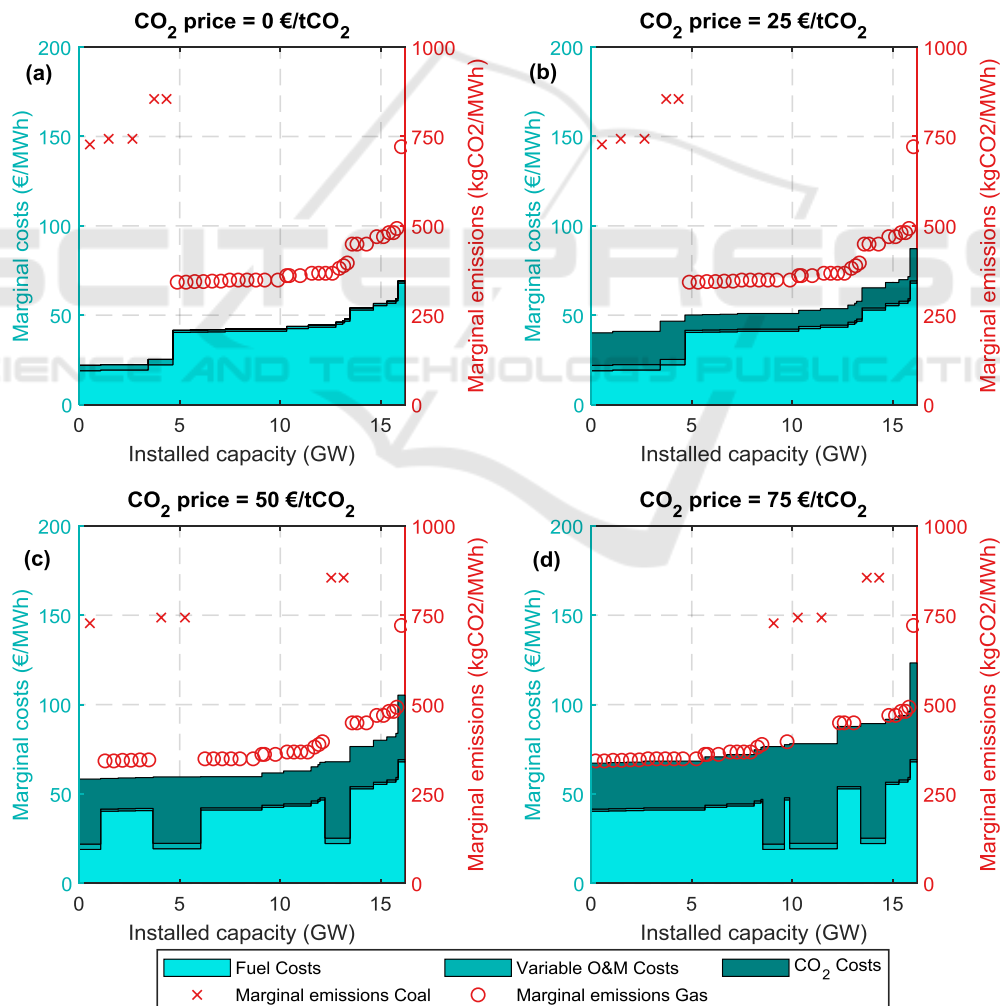 CO2 price = 0 €/tCO2
CO2 price = 25 €/tCO2
(a)
200
150
100
50
0
Marginal costs (€/MWh)
1000
750
500
250
0
Marginal emissions (kgCO2/MWh)
0 5 10 15
Installed capacity (GW)
(b)
200
150
100
50
0
Marginal costs (€/MWh)
1000
750
500
250
0
Marginal emissions (kgCO2/MWh)
0 5 10 15
Installed capacity (GW)
SCITEPRESS
SCIENCE AND TECHNOLOGY PUBLICATIONS
CO2 price = 50 €/tCO2
CO2 price = 75 €/tCO2
(c)
200
150
100
50
0
Marginal costs (€/MWh)
1000
750
500
250
0
Marginal emissions (kgCO2/MWh)
0 5 10 15
Installed capacity (GW)
(d)
200
150
100
50
0
Marginal costs (€/MWh)
1000
750
500
250
0
Marginal emissions (kgCO2/MWh)
0 5 10 15
Installed capacity (GW)
Fuel Costs Variable O&M Costs CO2 Costs
Marginal emissions Coal Marginal emissions Gas